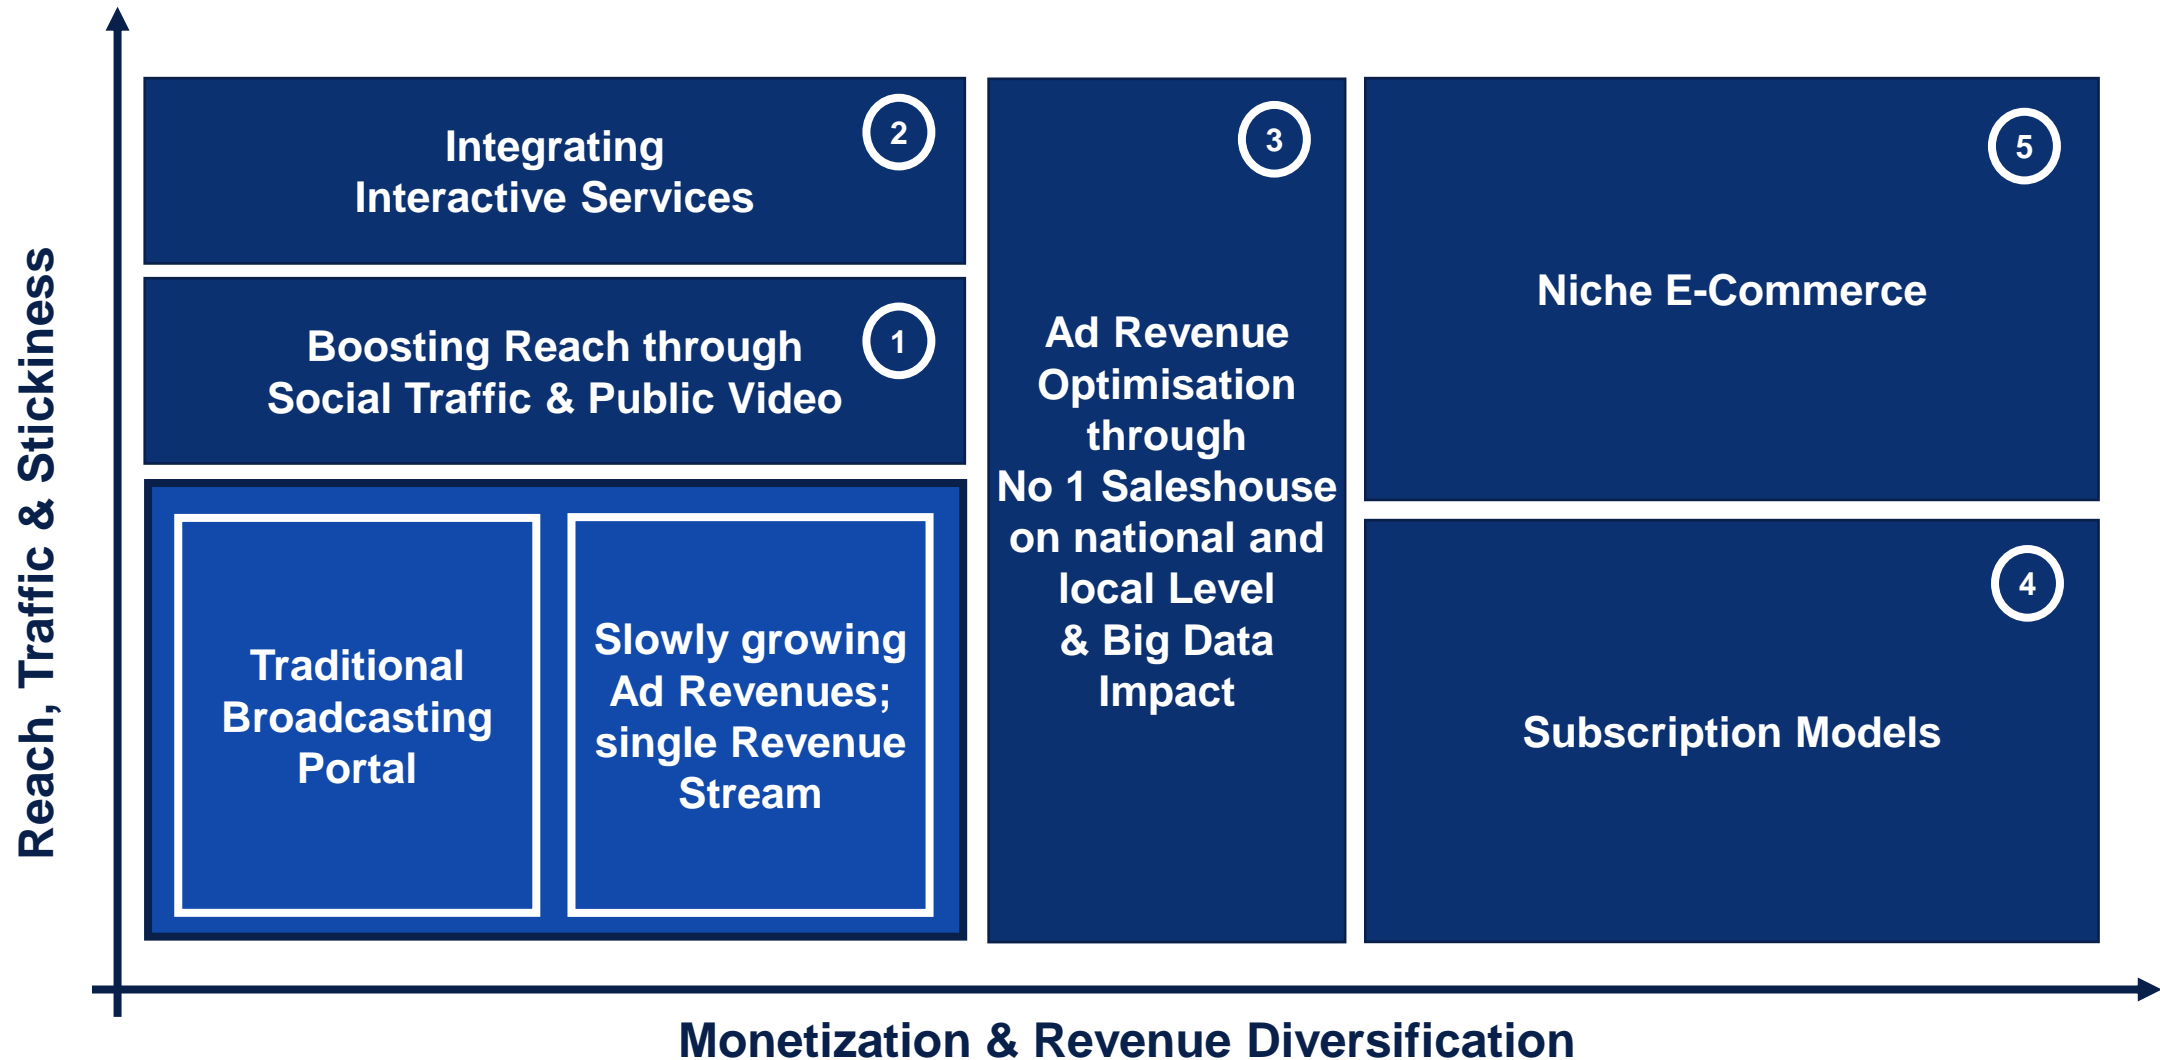 Reach, Traffic & Stickiness
Integrating
Interactive Services
2
Boosting Reach through
Social Traffic & Public Video
1
Traditional
Broadcasting
Portal
Slowly growing
Ad Revenues;
single Revenue
Stream
3
Ad Revenue
Optimisation
through
No 1 Saleshouse
on national and
local Level
& Big Data
Impact
5
Niche E-Commerce
4
Subscription Models
Monetization & Revenue Diversification